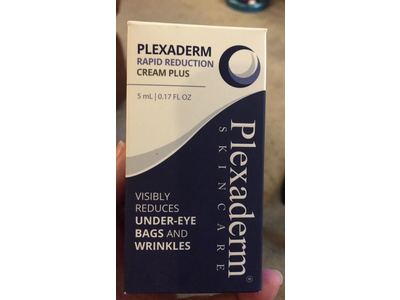 PLEXADERM
RAPID REDUCTION
CREAM PLUS
5 mL | 0.17 FL OZ
Plexaderm®
SKINCARE
VISIBLY
REDUCES
UNDER-EYE
BAGS AND
WRINKLES